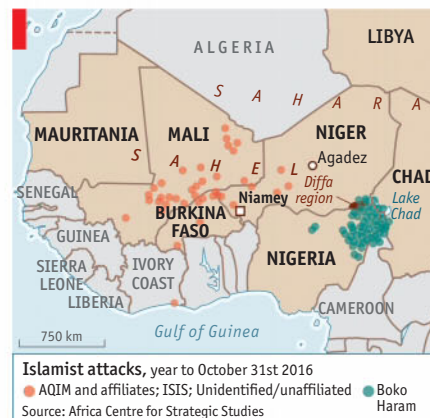 ALGERIA
LIBYA
SAHARA
MAURITANIA
MALI
NIGER
SAHEL
Agadez
CHAD
Diffa
region
Lake
Chad
SENEGAL
Niamey
BURKINA
FASO
GUINEA
NIGERIA
SIERRA
LEONE
IVORY
COAST
LIBERIA
CAMEROON
750 km
Gulf of Guinea
Islamist attacks, year to October 31st 2016
AQIM and affiliates; ISIS; Unidentified/unaffiliated
Boko
Haram
Source: Africa Centre for Strategic Studies